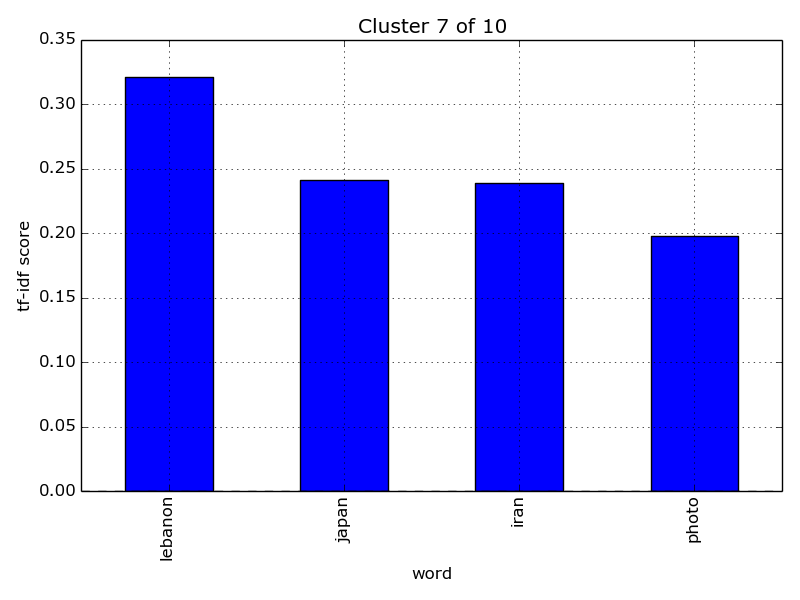 Cluster 7 of 10
0.35
0.30
0.25
0.20
0.15
0.10
0.05
0.00
tf-idf score
lebanon
japan
iran
photo
word